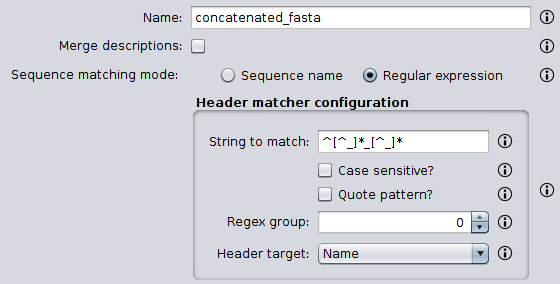 Name: concatenated_fasta
Merge descriptions:
Sequence matching mode: Sequence name Regular expression
Header matcher configuration
String to match: ^[^_]*_[^_]*
Case sensitive?
Quote pattern?
Regex group: 0
Header target: Name